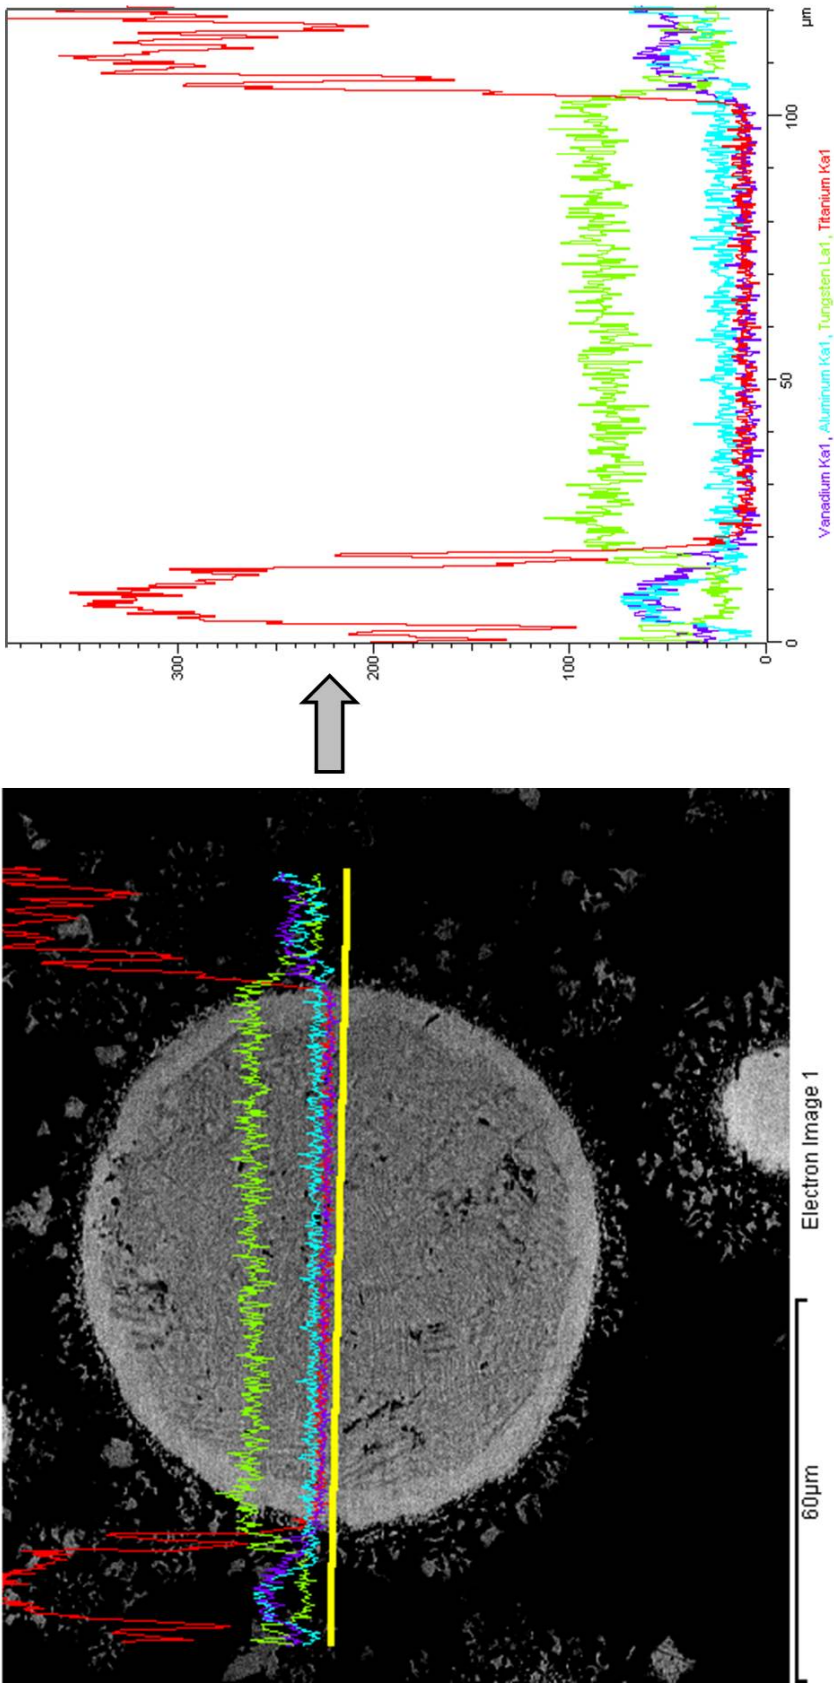 300
200
100
0
0
50
100
µm
Vanadium Ka1, Aluminum Ka1, Tungsten La1, Titanium Ka1
60µm
Electron Image 1